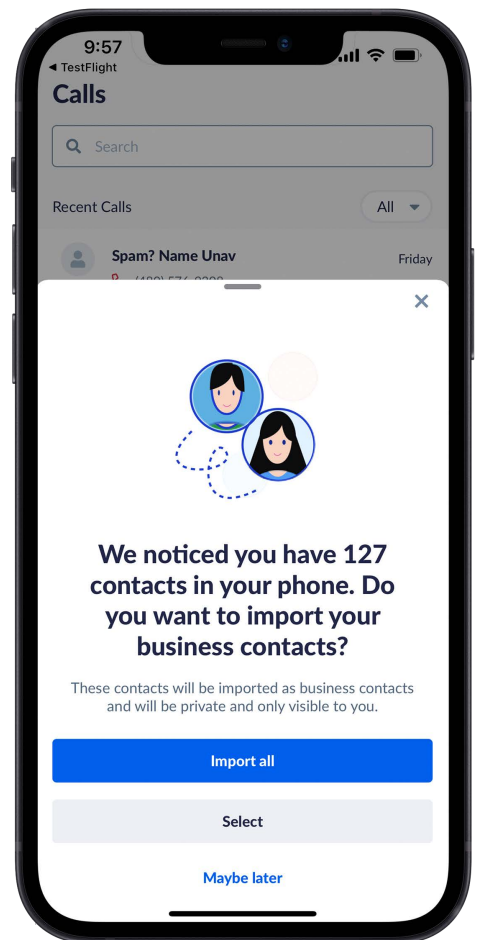 9:57
◀ TestFlight
Calls
Search
Recent Calls
All
Spam? Name Unav
Friday
We noticed you have 127
contacts in your phone. Do
you want to import your
business contacts?
These contacts will be imported as business contacts
and will be private and only visible to you.
Import all
Select
Maybe later